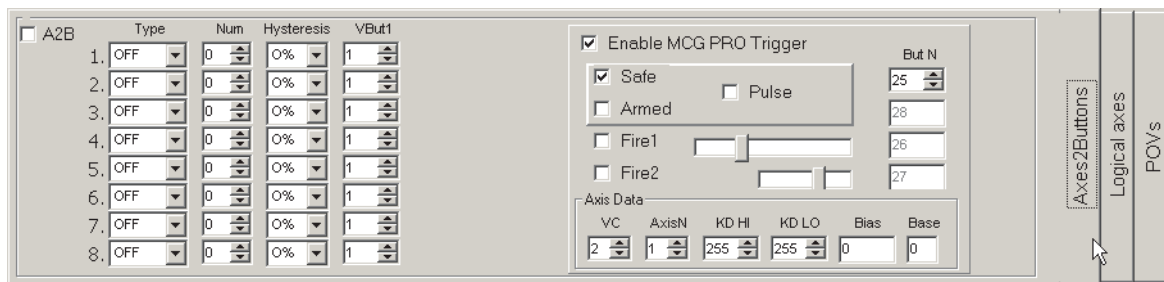 A2B Type Num Hysteresis VBut1
1. OFF 0 0% 1
2. OFF 0 0% 1
3. OFF 0 0% 1
4. OFF 0 0% 1
5. OFF 0 0% 1
6. OFF 0 0% 1
7. OFF 0 0% 1
8. OFF 0 0% 1
Enable MCG PRO Trigger
But N
Safe 25
Pulse
Armed 28
Fire1 26
Fire2 27
Axis Data
VC AxisN KD HI KD LO Bias Base
2 1 255 255 0 0
Axes2Buttons
Logical axes
POVs